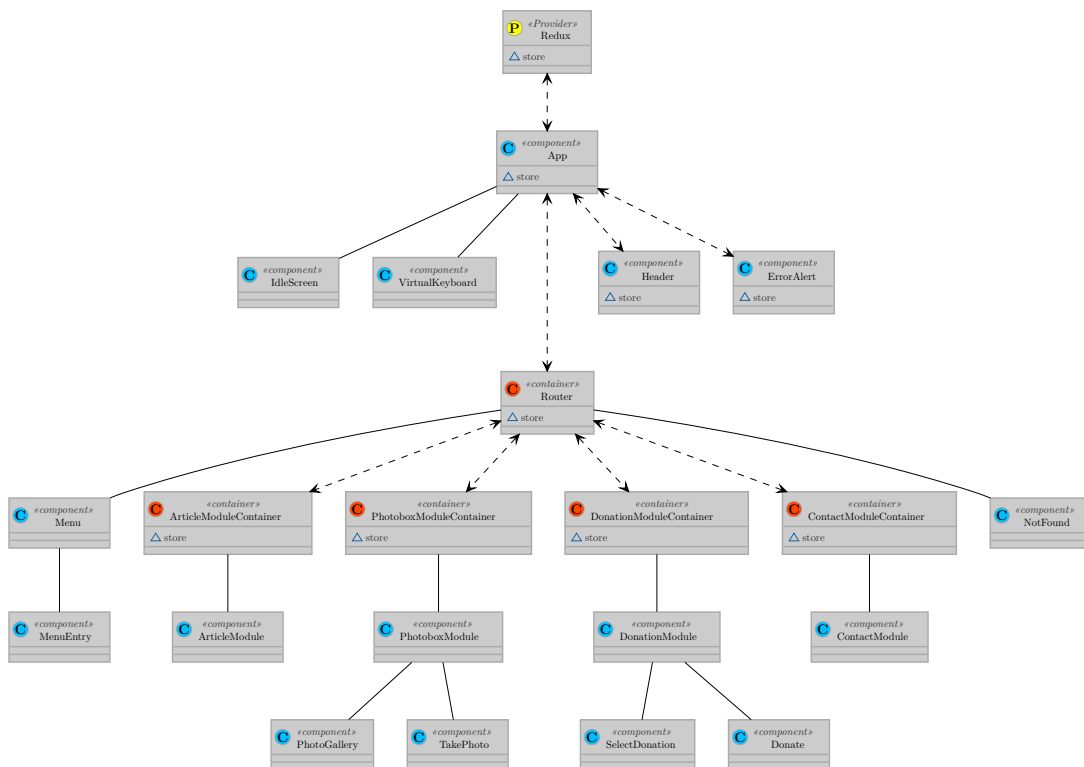 P «Provider»
Redux
store
C «component»
App
store
C «component»
IdleScreen
C «component»
VirtualKeyboard
C «component»
Header
store
C «component»
ErrorAlert
store
C «container»
Router
store
C «component»
Menu
C «container»
ArticleModuleContainer
store
C «container»
PhotoboxModuleContainer
store
C «container»
DonationModuleContainer
store
C «container»
ContactModuleContainer
store
C «component»
NotFound
C «component»
MenuEntry
C «component»
ArticleModule
C «component»
PhotoboxModule
C «component»
DonationModule
C «component»
ContactModule
C «component»
PhotoGallery
C «component»
TakePhoto
C «component»
SelectDonation
C «component»
Donate